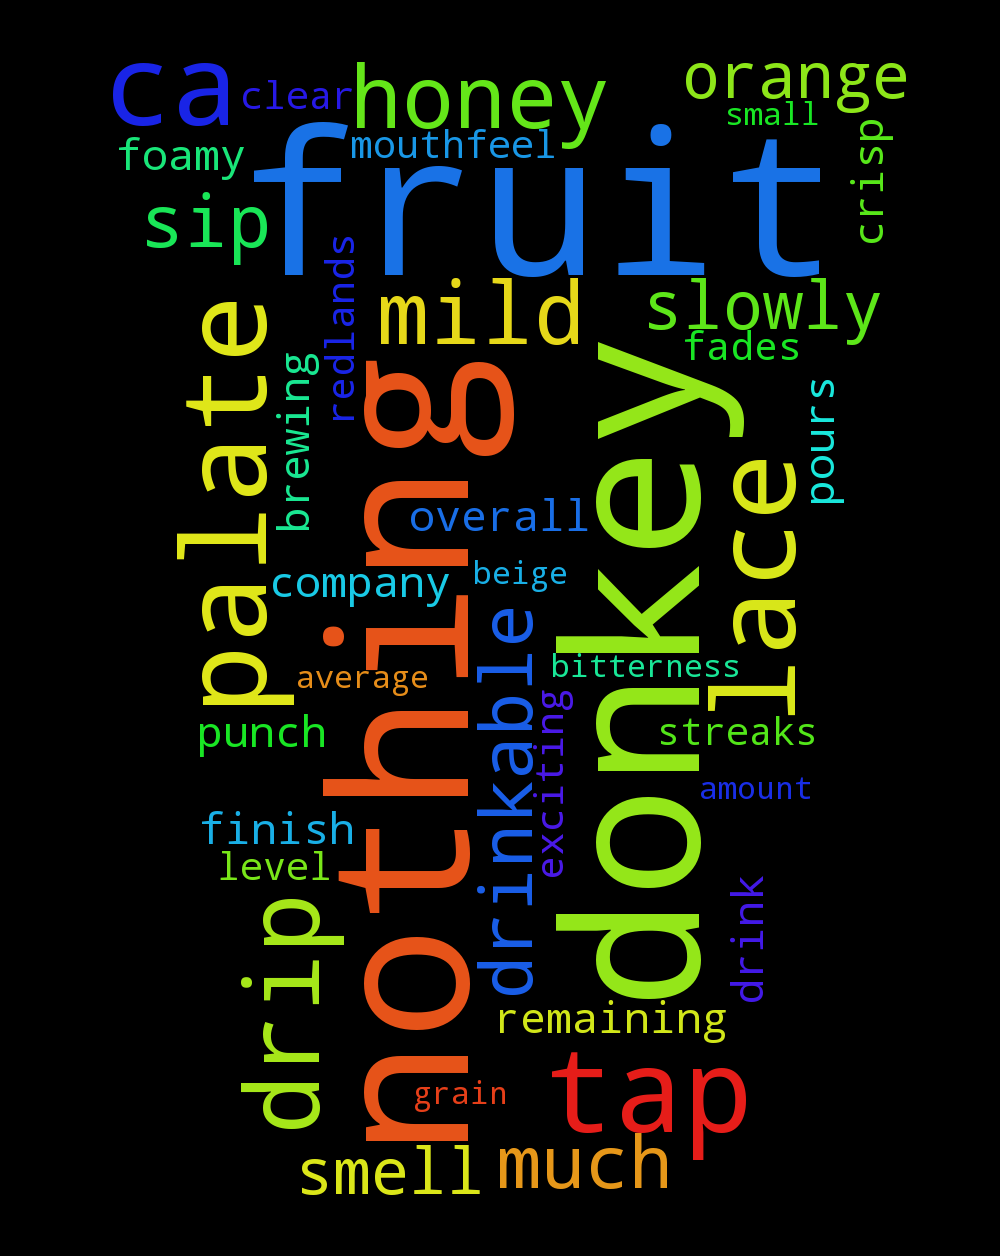 ca
clear
honey
orange
small
foamy
mouthfeel
crisp
sip
fruit
redlands
mild
slowly
fades
palate
brewing
nothing
donkey
pours
lace
overall
company
beige
average
bitterness
drinkable
exciting
punch
streaks
amount
finish
level
drip
drink
remaining
grain
tap
smell
much